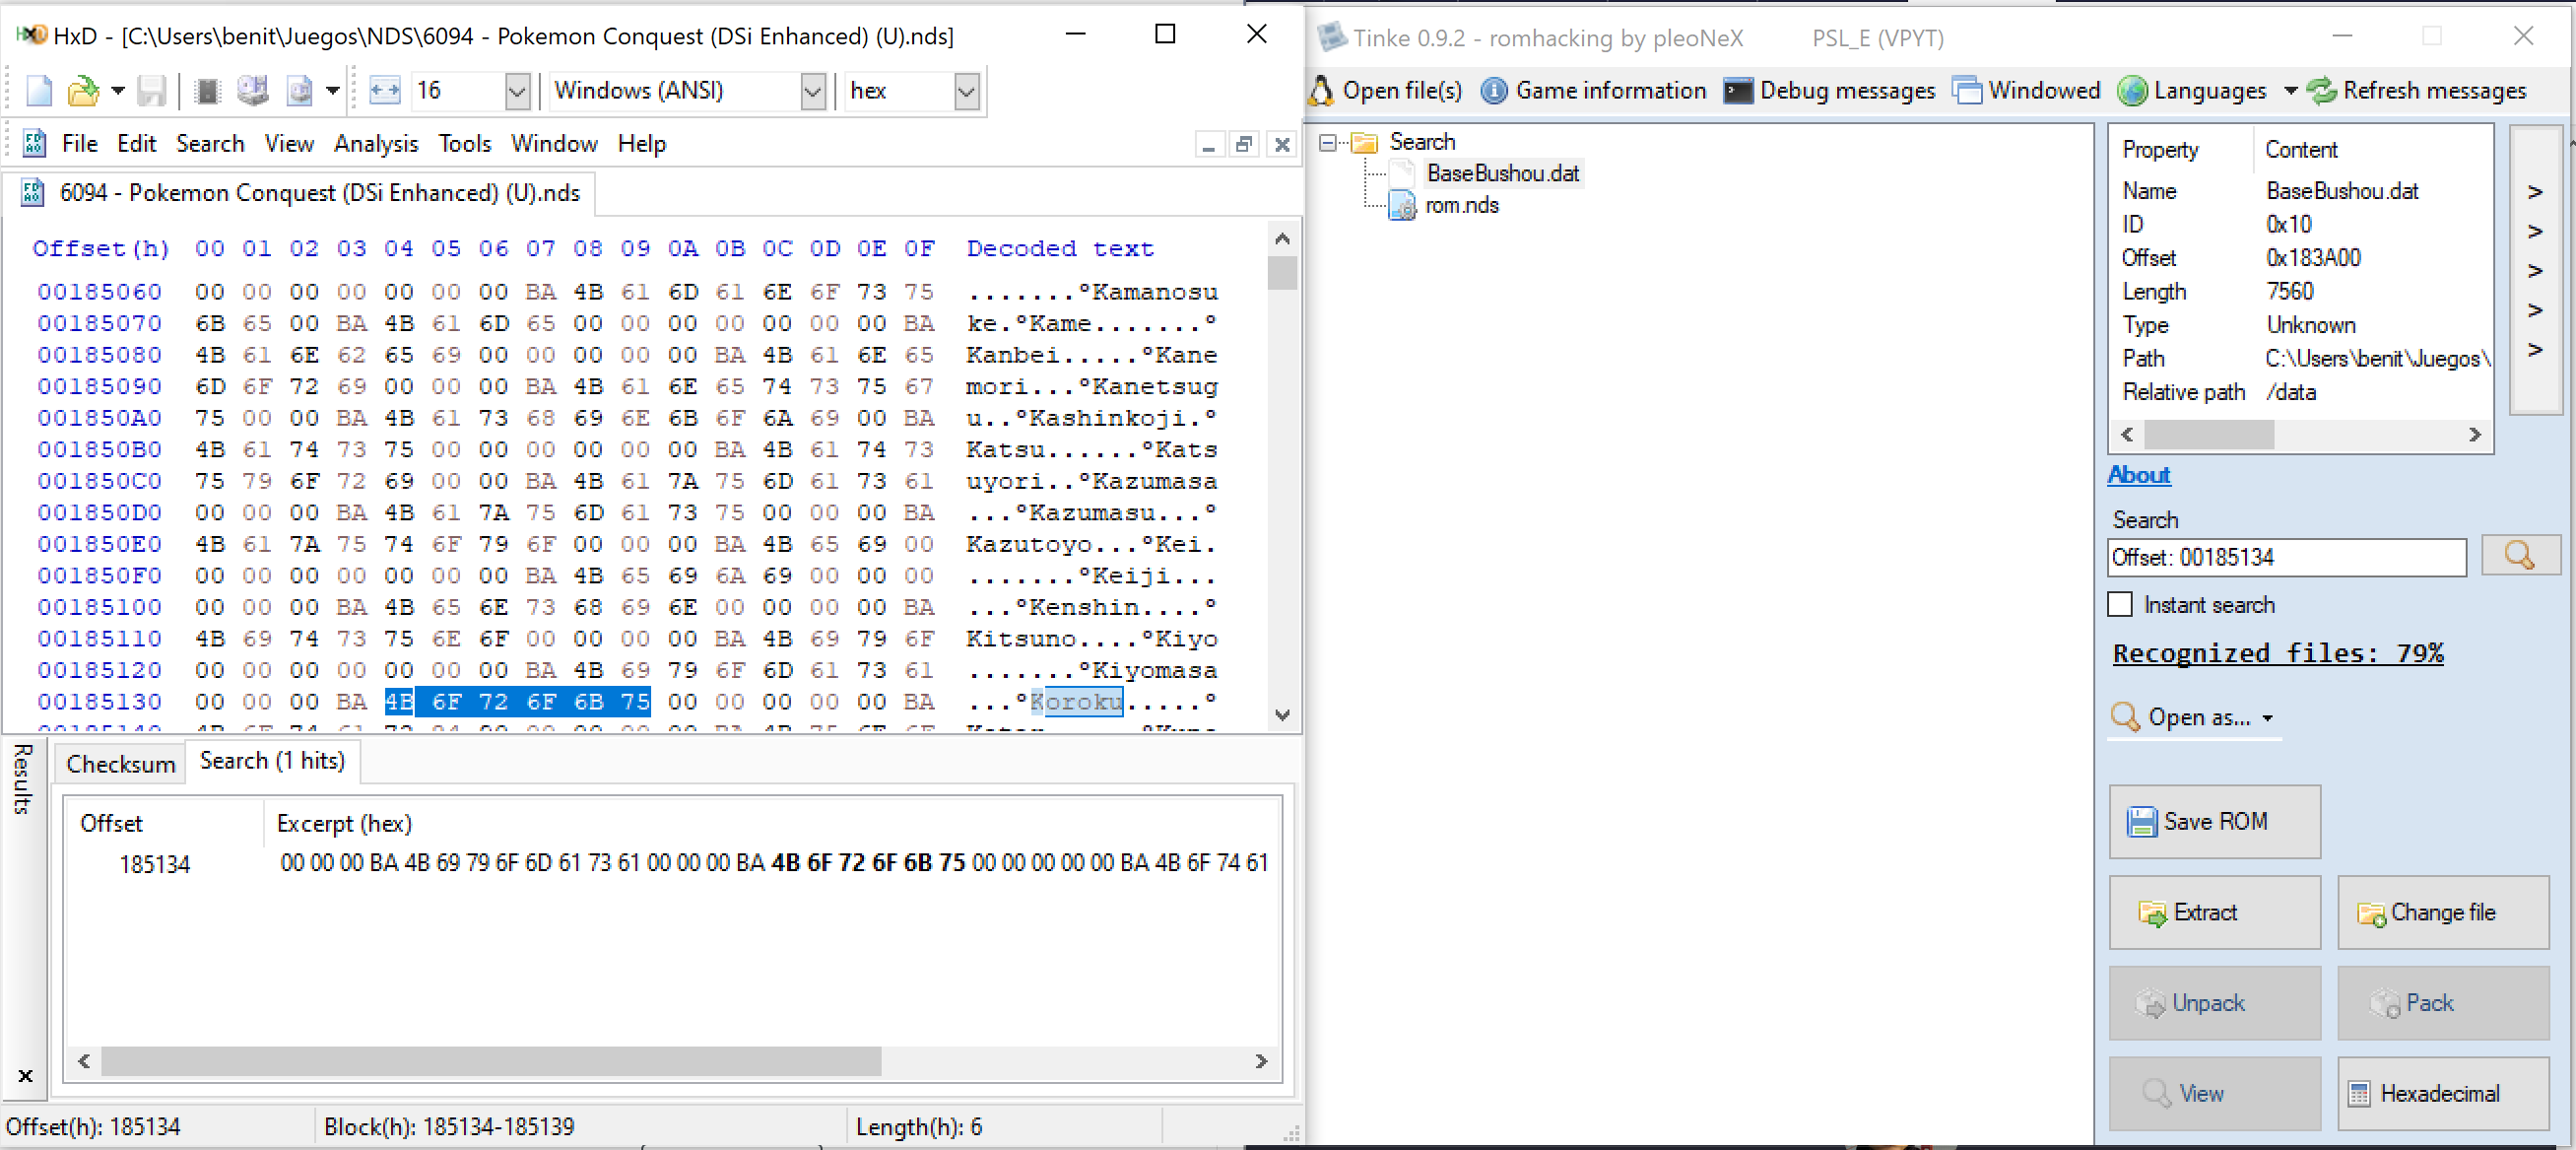 HxD - [C:\Users\benit\Juegos\NDS\6094 - Pokemon Conquest (DSi Enhanced) (U).nds]
16 Windows (ANSI) hex
File Edit Search View Analysis Tools Window Help
6094 - Pokemon Conquest (DSi Enhanced) (U).nds
Offset(h) 00 01 02 03 04 05 06 07 08 09 0A 0B 0C 0D 0E 0F Decoded text
00185060 00 00 00 00 00 00 00 BA 4B 61 6D 61 6E 6F 73 75 .......ºKamanosu
00185070 6B 65 00 BA 4B 61 6D 65 00 00 00 00 00 00 00 BA ke.ºKame.......º
00185080 4B 61 6E 62 65 69 00 00 00 00 00 BA 4B 61 6E 65 Kanbei.....ºKane
00185090 6D 6F 72 69 00 00 00 BA 4B 61 6E 65 74 73 75 67 mori...ºKanetsug
001850A0 75 00 00 BA 4B 61 73 68 69 6E 6B 6F 6A 69 00 BA u..ºKashinkoji.º
001850B0 4B 61 74 73 75 00 00 00 00 00 00 BA 4B 61 74 73 Katsu......ºKats
001850C0 75 79 6F 72 69 00 00 BA 4B 61 7A 75 6D 61 73 61 uyori..ºKazumasa
001850D0 00 00 00 BA 4B 61 7A 75 6D 61 73 75 00 00 00 BA ...ºKazumasu...º
001850E0 4B 61 7A 75 74 6F 79 6F 00 00 00 BA 4B 65 69 00 Kazutoyo...ºKei.
001850F0 00 00 00 00 00 00 00 BA 4B 65 69 6A 69 00 00 00 .......ºKeiji...
00185100 00 00 00 BA 4B 65 6E 73 68 69 6E 00 00 00 00 BA ...ºKenshin....º
00185110 4B 69 74 73 75 6E 6F 00 00 00 00 BA 4B 69 79 6F Kitsuno....ºKiyo
00185120 00 00 00 00 00 00 00 BA 4B 69 79 6F 6D 61 73 61 .......ºKiyomasa
00185130 00 00 00 BA 4B 6F 72 6F 6B 75 00 00 00 00 00 BA ...ºKoroku.....º
Results
Checksum Search (1 hits)
Offset Excerpt (hex)
185134 00 00 00 BA 4B 69 79 6F 6D 61 73 61 00 00 00 BA 4B 6F 72 6F 6B 75 00 00 00 00 00 BA 4B 6F 74 61
Offset(h): 185134 Block(h): 185134-185139 Length(h): 6
Tinke 0.9.2 - romhacking by pleoNeX PSL_E (VPYT)
Open file(s) Game information Debug messages Windowed Languages Refresh messages
Search
BaseBushou.dat
rom.nds
Property Content
Name BaseBushou.dat
ID 0x10
Offset 0x183A00
Length 7560
Type Unknown
Path C:\Users\benit\Juegos\
Relative path /data
About
Search
Offset: 00185134
Instant search
Recognized files: 79%
Open as...
Save ROM
Extract Change file
Unpack Pack
View Hexadecimal